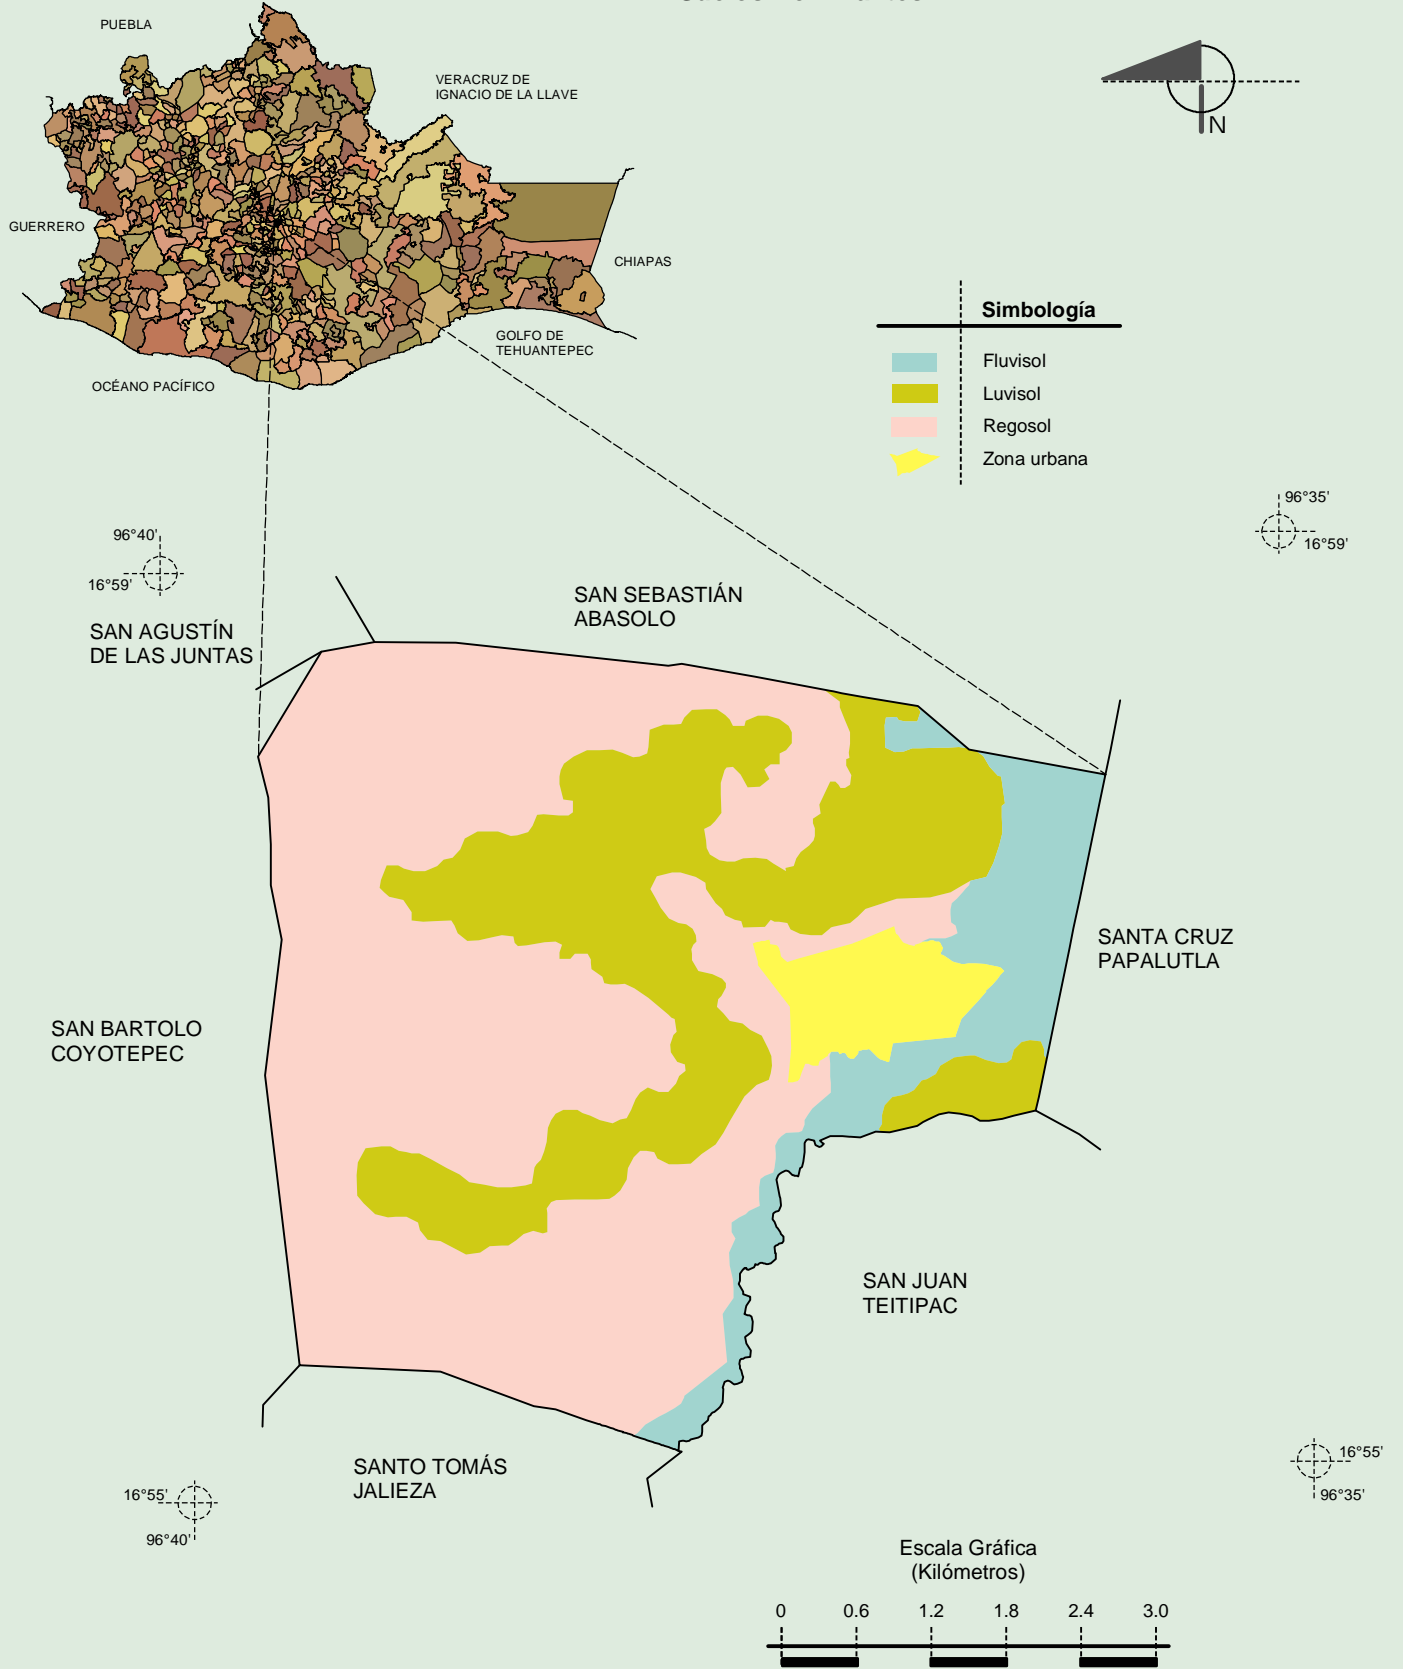 PUEBLA
VERACRUZ DE
IGNACIO DE LA LLAVE
N
GUERRERO
CHIAPAS
GOLFO DE
TEHUANTEPEC
OCÉANO PACÍFICO
Simbología
Fluvisol
Luvisol
Regosol
Zona urbana
96°35'
16°59'
96°40'
16°59'
SAN SEBASTIÁN
ABASOLO
SAN AGUSTÍN
DE LAS JUNTAS
SANTA CRUZ
PAPALUTLA
SAN BARTOLO
COYOTEPEC
SAN JUAN
TEITIPAC
SANTO TOMÁS
JALIEZA
16°55'
96°35'
16°55'
96°40'
Escala Gráfica
(Kilómetros)
0 0.6 1.2 1.8 2.4 3.0